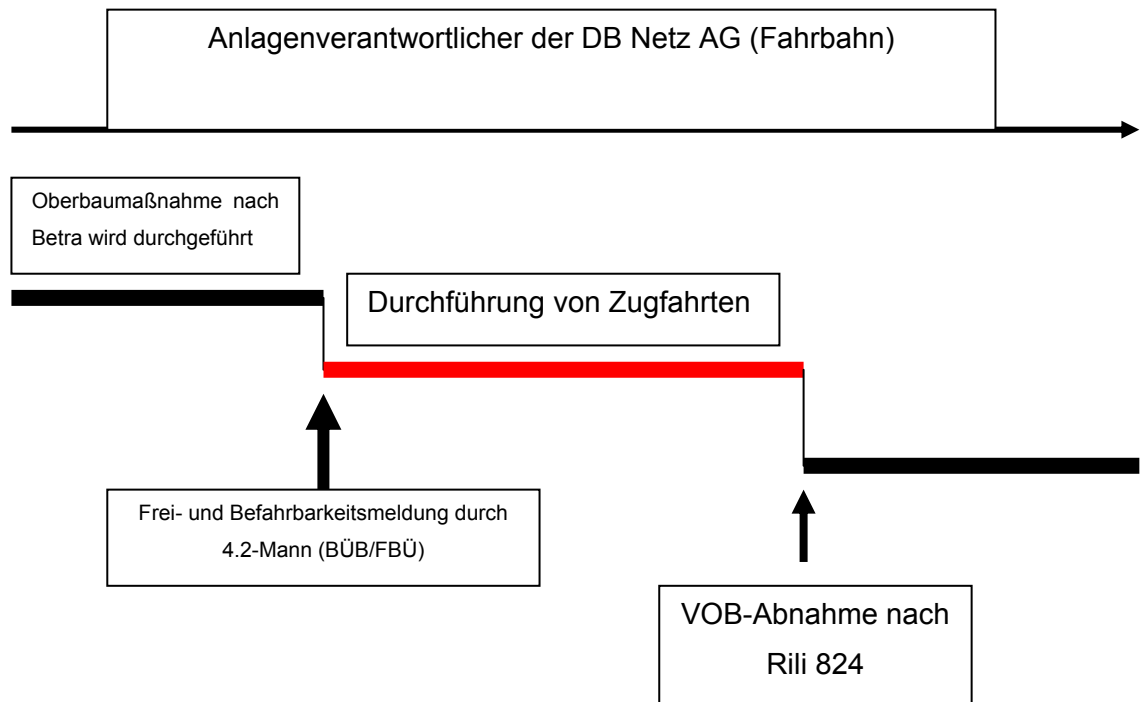 Anlagenverantwortlicher der DB Netz AG (Fahrbahn)
Oberbaumaßnahme nach
Betra wird durchgeführt
Durchführung von Zugfahrten
Frei- und Befahrbarkeitsmeldung durch
4.2-Mann (BÜB/FBÜ)
VOB-Abnahme nach
Rili 824